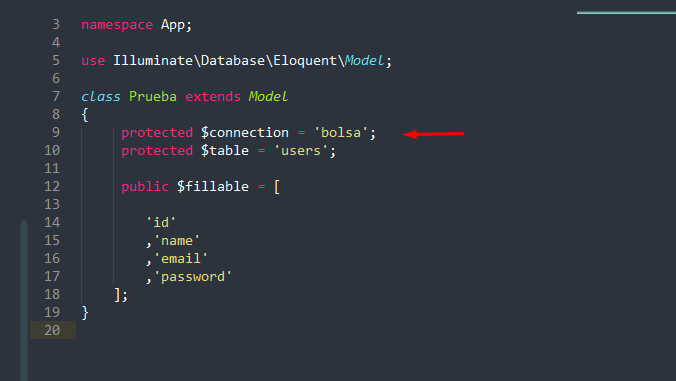 3 namespace App;
4
5 use Illuminate\Database\Eloquent\Model;
6
7 class Prueba extends Model
8 {
9 protected $connection = 'bolsa';
10 protected $table = 'users';
11
12 public $fillable = [
13
14 'id'
15 ,'name'
16 ,'email'
17 ,'password'
18 ];
19 }
20